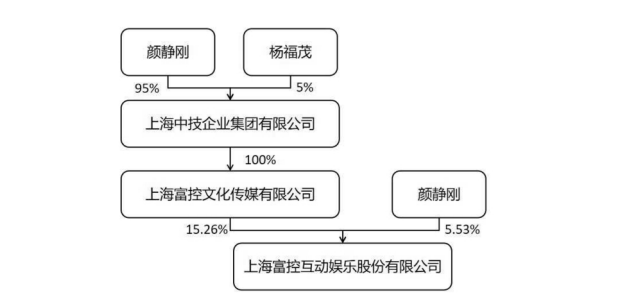 颜静刚
杨福茂
95%
5%
上海中技企业集团有限公司
100%
上海富控文化传媒有限公司
颜静刚
15.26%
5.53%
上海富控互动娱乐股份有限公司